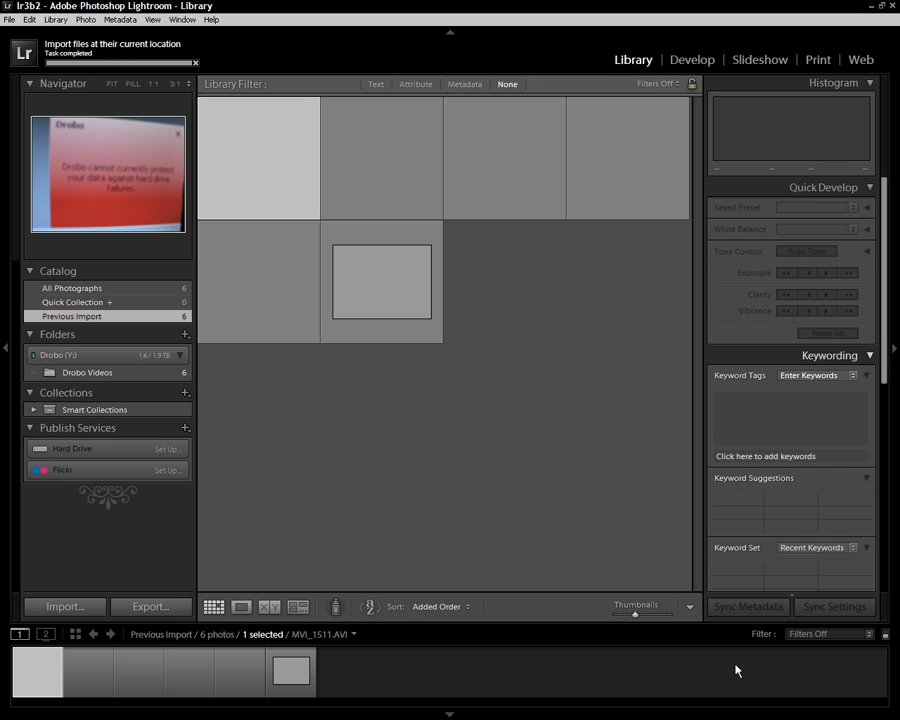 lr3b2 - Adobe Photoshop Lightroom - Library
File Edit Library Photo Metadata View Window Help
Lr
Import files at their current location
Task completed
Library | Develop | Slideshow | Print | Web
Navigator FIT FILL 1:1 3:1
Drobo
Drobo cannot currently protect
your data against hard drive
failures.
Catalog
All Photographs 6
Quick Collection + 0
Previous Import 6
Folders
Drobo (Y:) 1.6 / 1.9 TB
Drobo Videos 6
Collections
Smart Collections
Publish Services
Hard Drive Set Up...
Flickr Set Up...
Import... Export...
Library Filter: Text | Attribute | Metadata | None Filters Off
Sort: Added Order
Thumbnails
Histogram
Quick Develop
Saved Preset
White Balance
Tone Control Auto Tone
Exposure
Clarity
Vibrance
Reset All
Keywording
Keyword Tags Enter Keywords
Click here to add keywords
Keyword Suggestions
Keyword Set Recent Keywords
Sync Metadata Sync Settings
1 2 Previous Import / 6 photos / 1 selected / MVI_1511.AVI Filter : Filters Off